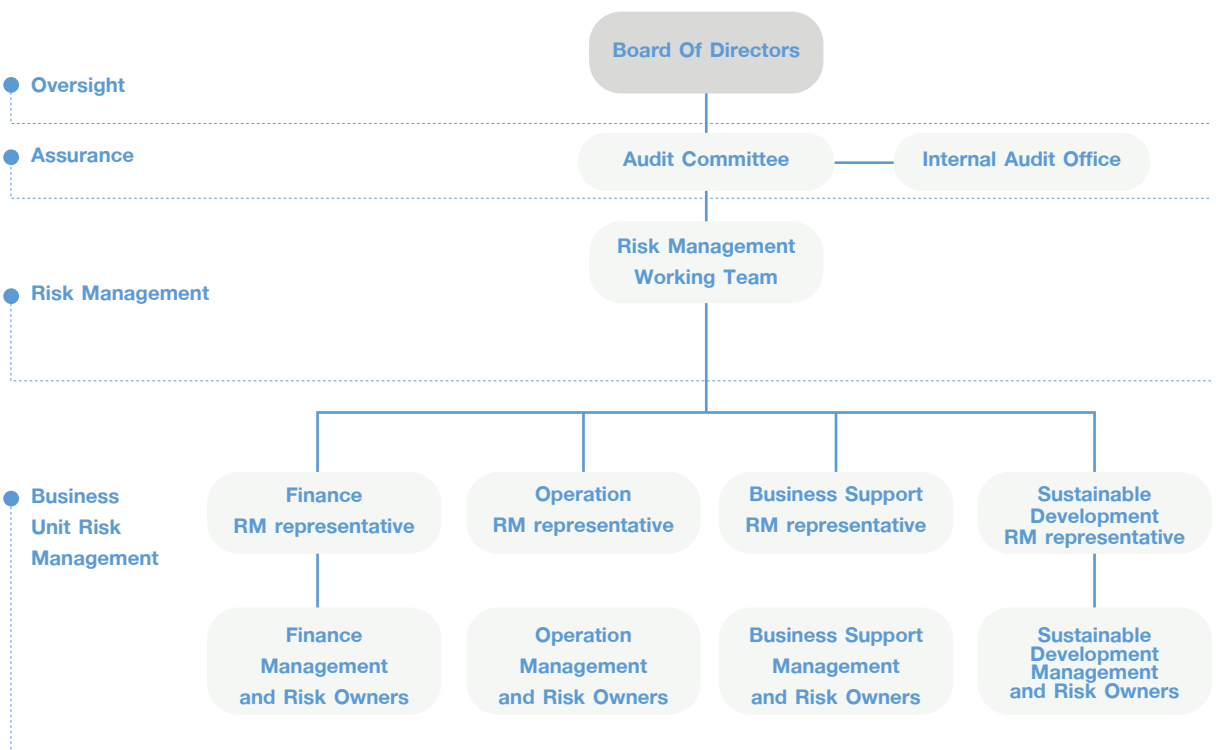 Board Of Directors
Oversight
Assurance
Audit Committee
Internal Audit Office
Risk Management
Working Team
Risk Management
Business
Unit Risk
Management
Finance
RM representative
Operation
RM representative
Business Support
RM representative
Sustainable
Development
RM representative
Finance
Management
and Risk Owners
Operation
Management
and Risk Owners
Business Support
Management
and Risk Owners
Sustainable
Development
Management
and Risk Owners